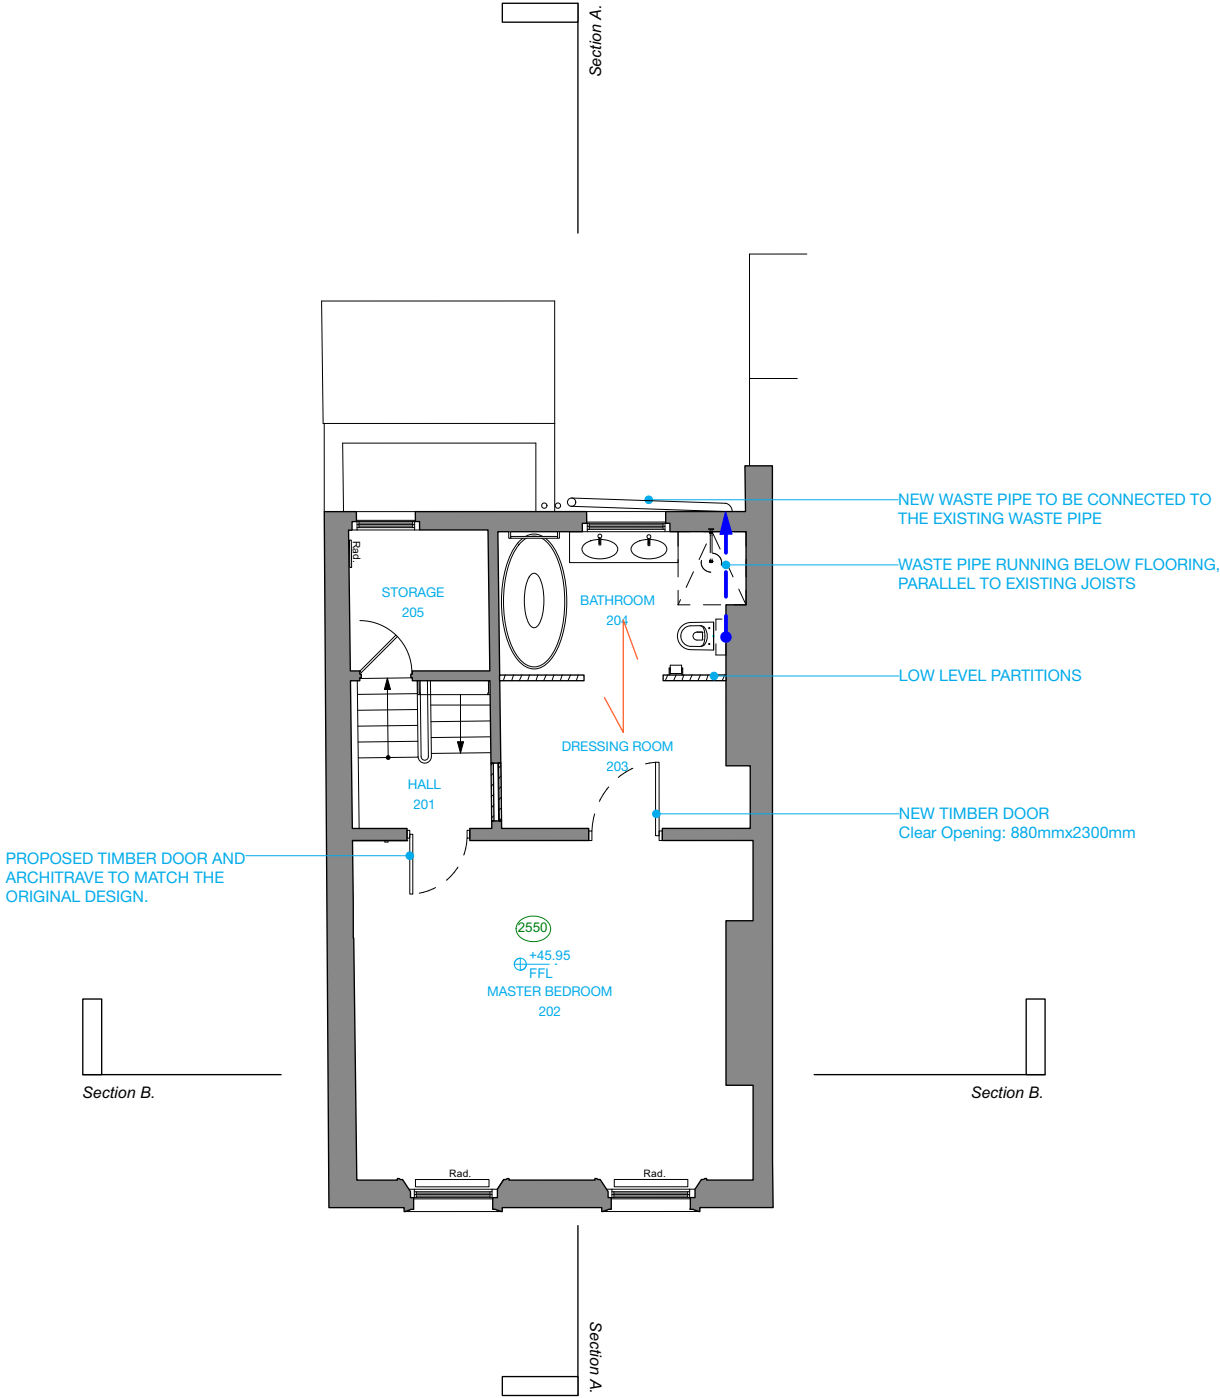 Section A.
NEW WASTE PIPE TO BE CONNECTED TO
THE EXISTING WASTE PIPE
WASTE PIPE RUNNING BELOW FLOORING,
PARALLEL TO EXISTING JOISTS
Rad.
STORAGE
205
BATHROOM
204
LOW LEVEL PARTITIONS
DRESSING ROOM
203
HALL
201
NEW TIMBER DOOR
Clear Opening: 880mmx2300mm
PROPOSED TIMBER DOOR AND
ARCHITRAVE TO MATCH THE
ORIGINAL DESIGN.
2550
+45.95
FFL
MASTER BEDROOM
202
Section B.
Section B.
Rad.
Rad.
Section A.